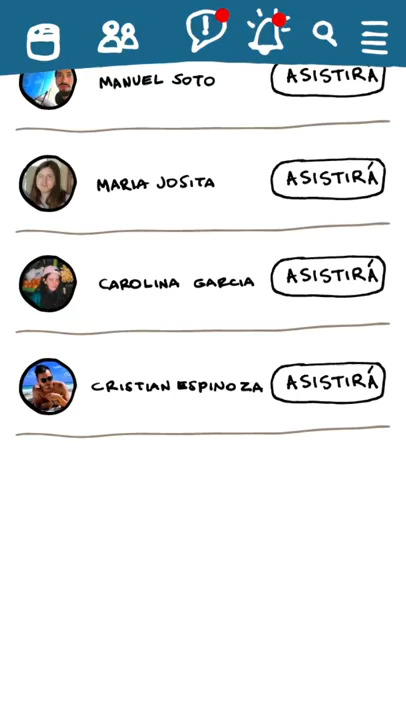 MANUEL SOTO ASISTIRÁ
MARIA JOSITA ASISTIRÁ
CAROLINA GARCIA ASISTIRÁ
CRISTIAN ESPINOZA ASISTIRÁ